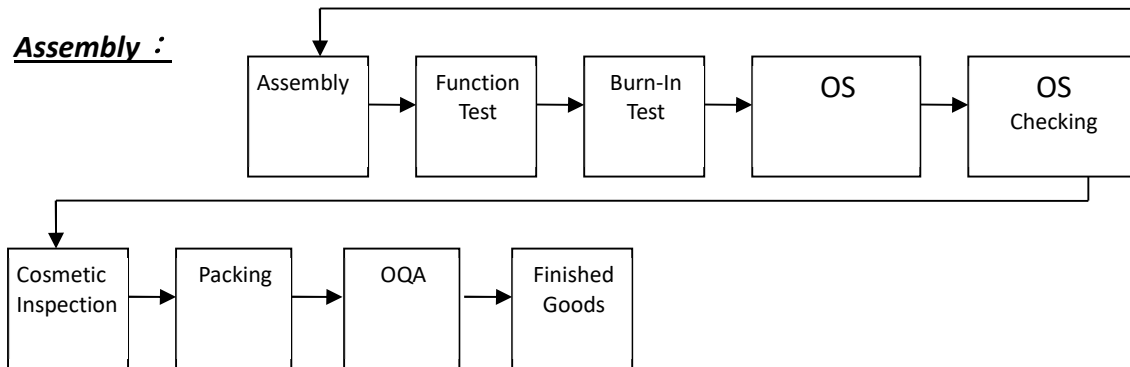 Assembly：
Assembly
Function
Test
Burn-In
Test
OS
OS
Checking
Cosmetic
Inspection
Packing
OQA
Finished
Goods